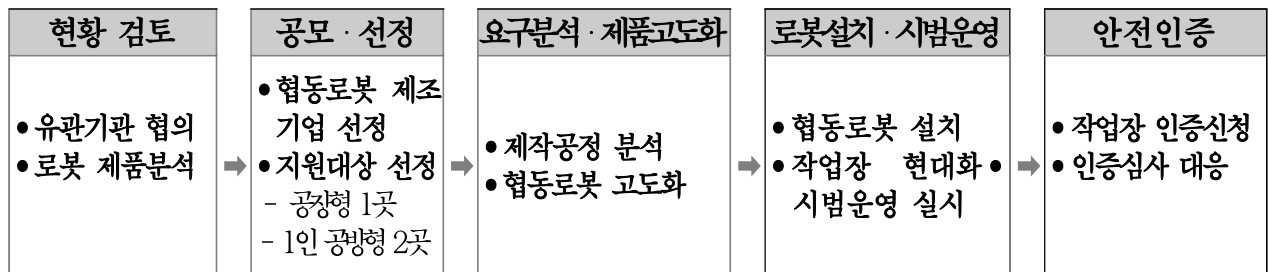 현황 검토
• 유관기관 협의
• 로봇 제품분석
공모 · 선정
• 협동로봇 제조
기업 선정
• 지원대상 선정
- 공장형 1곳
- 1인 공방형 2곳
요구분석 · 제품고도화
• 제작공정 분석
• 협동로봇 고도화
로봇설치 · 시범운영
• 협동로봇 설치
• 작업장 현대화 •
시범운영 실시
안전인증
• 작업장 인증신청
• 인증심사 대응